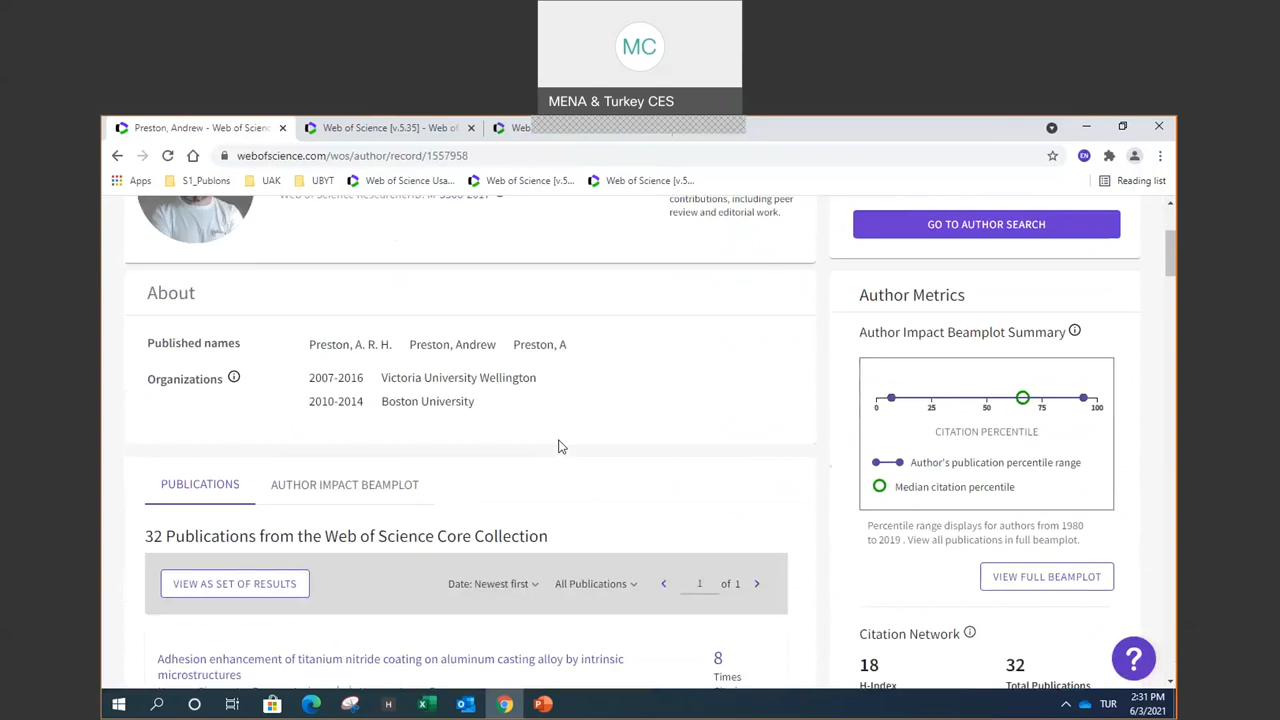 MC
MENA & Turkey CES
Preston, Andrew - Web of Scienc
Web of Science [v.5.35] - Web of
Web
webofscience.com/wos/author/record/1557958
EN
Apps
S1_Publons
UAK
UBYT
Web of Science Usa...
Web of Science [v.5...
Web of Science [v.5...
Reading list
contributions, including peer
review and editorial work.
GO TO AUTHOR SEARCH
About
Published names
Preston, A. R. H. Preston, Andrew Preston, A
Organizations
2007-2016 Victoria University Wellington
2010-2014 Boston University
PUBLICATIONS
AUTHOR IMPACT BEAMPLOT
32 Publications from the Web of Science Core Collection
VIEW AS SET OF RESULTS
Date: Newest first
All Publications
1 of 1
Adhesion enhancement of titanium nitride coating on aluminum casting alloy by intrinsic
microstructures
8
Times
Author Metrics
Author Impact Beamplot Summary
0 25 50 75 100
CITATION PERCENTILE
Author's publication percentile range
Median citation percentile
Percentile range displays for authors from 1980
to 2019 . View all publications in full beamplot.
VIEW FULL BEAMPLOT
Citation Network
18 32
H-Index Total Publications
?
H
TUR
2:31 PM
6/3/2021